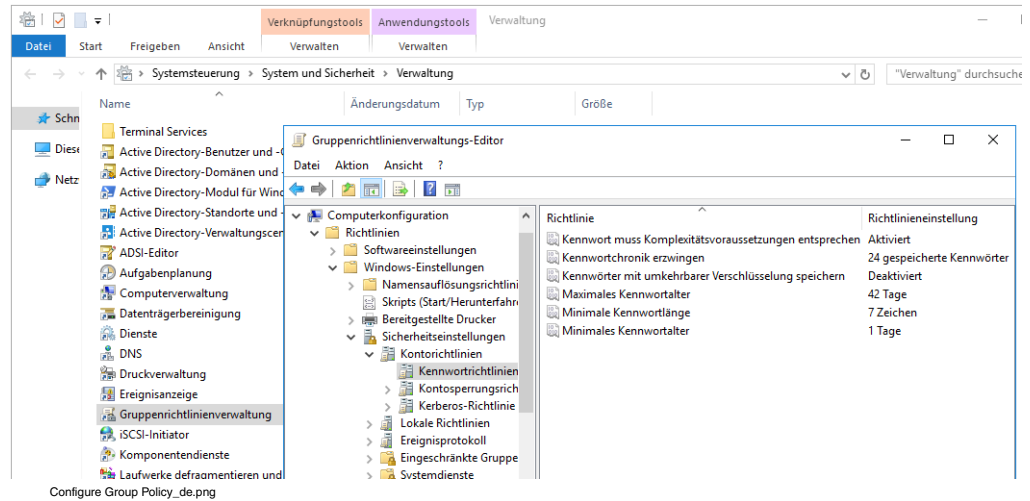 Verknüpfungstools Anwendungstools Verwaltung
Datei Start Freigeben Ansicht Verwalten Verwalten
Systemsteuerung > System und Sicherheit > Verwaltung "Verwaltung" durchsuche
Name Änderungsdatum Typ Größe
Schn
Diese
Netz
Terminal Services
Active Directory-Benutzer und -C
Active Directory-Domänen und -
Active Directory-Modul für Wind
Active Directory-Standorte und -
Active Directory-Verwaltungscen
ADSI-Editor
Aufgabenplanung
Computerverwaltung
Datenträgerbereinigung
Dienste
DNS
Druckverwaltung
Ereignisanzeige
Gruppenrichtlinienverwaltung
iSCSI-Initiator
Komponentendienste
Laufwerke defragmentieren und
Gruppenrichtlinienverwaltungs-Editor
Datei Aktion Ansicht ?
Computerkonfiguration
Richtlinien
Softwareeinstellungen
Windows-Einstellungen
Namensauflösungsrichtlini
Skripts (Start/Herunterfahre
Bereitgestellte Drucker
Sicherheitseinstellungen
Kontorichtlinien
Kennwortrichtlinien
Kontosperrungsrich
Kerberos-Richtlinie
Lokale Richtlinien
Ereignisprotokoll
Eingeschränkte Gruppe
Systemdienste
Richtlinie Richtlinieneinstellung
Kennwort muss Komplexitätsvoraussetzungen entsprechen Aktiviert
Kennwortchronik erzwingen 24 gespeicherte Kennwörter
Kennwörter mit umkehrbarer Verschlüsselung speichern Deaktiviert
Maximales Kennwortalter 42 Tage
Minimale Kennwortlänge 7 Zeichen
Minimales Kennwortalter 1 Tage
Configure Group Policy_de.png